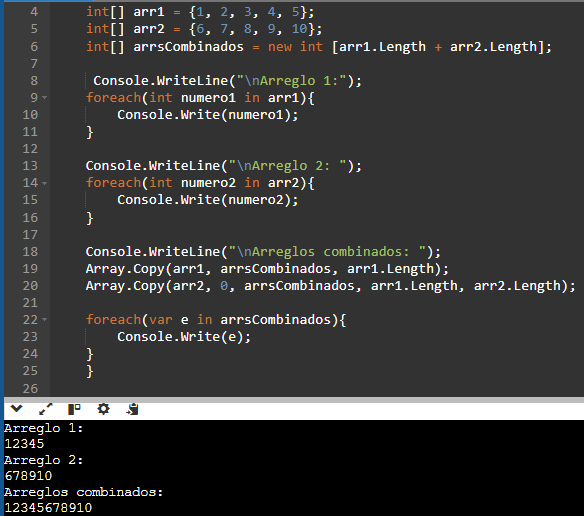 4 int[] arr1 = {1, 2, 3, 4, 5};
5 int[] arr2 = {6, 7, 8, 9, 10};
6 int[] arrsCombinados = new int [arr1.Length + arr2.Length];
7
8 Console.WriteLine("\nArreglo 1:");
9 foreach(int numero1 in arr1){
10 Console.Write(numero1);
11 }
12
13 Console.WriteLine("\nArreglo 2: ");
14 foreach(int numero2 in arr2){
15 Console.Write(numero2);
16 }
17
18 Console.WriteLine("\nArreglos combinados: ");
19 Array.Copy(arr1, arrsCombinados, arr1.Length);
20 Array.Copy(arr2, 0, arrsCombinados, arr1.Length, arr2.Length);
21
22 foreach(var e in arrsCombinados){
23 Console.Write(e);
24 }
25 }
26
Arreglo 1:
12345
Arreglo 2:
678910
Arreglos combinados:
12345678910